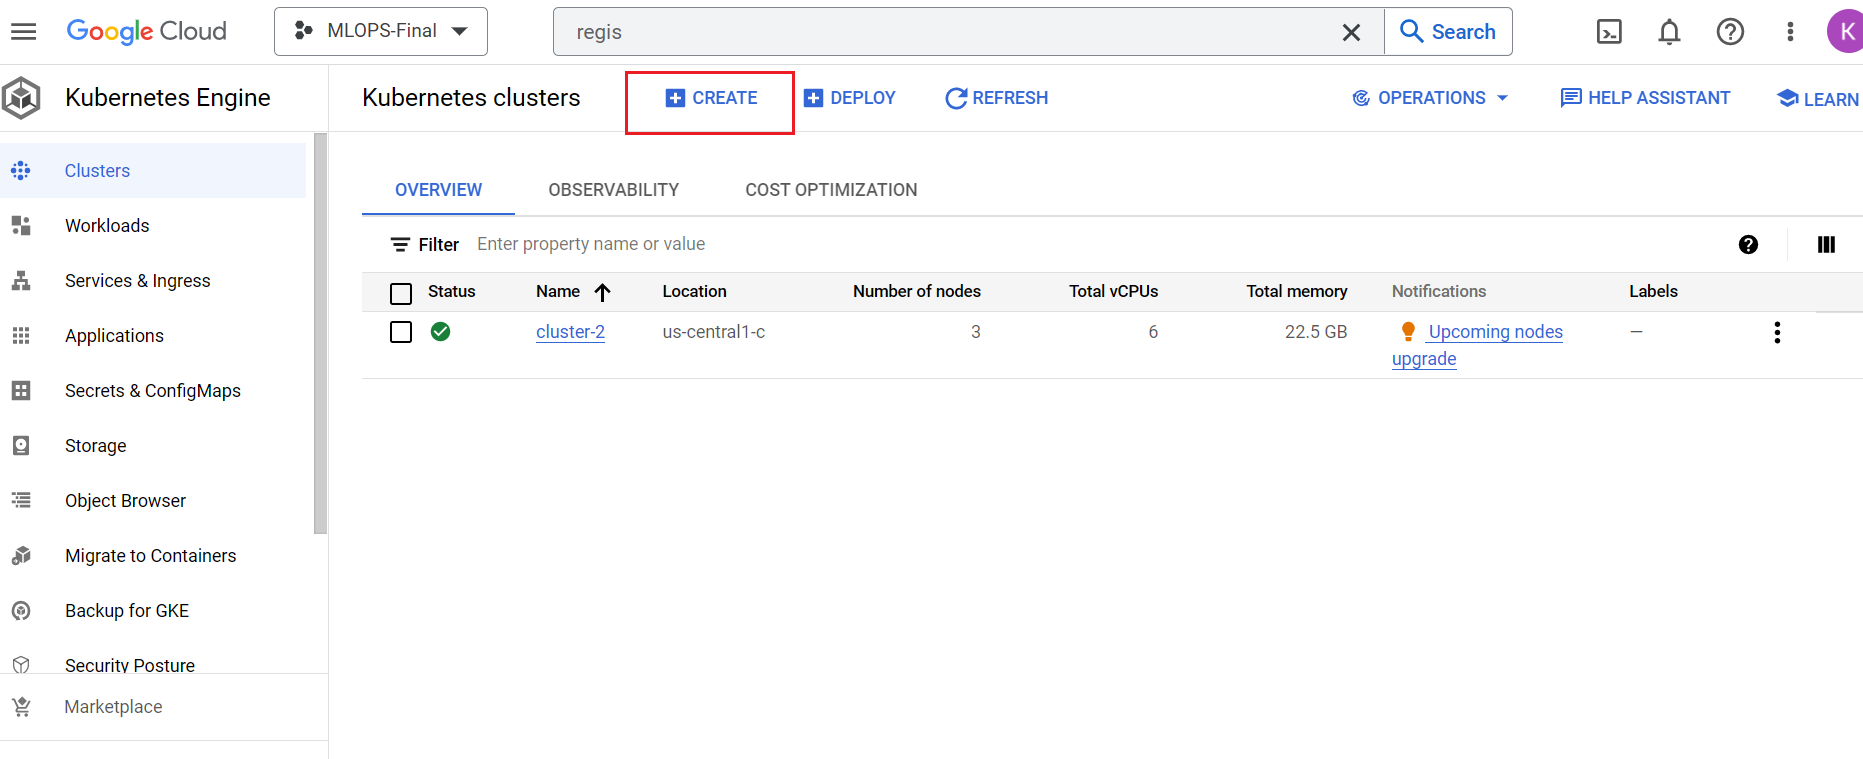 Google Cloud
MLOPS-Final
regis
Search
K
Kubernetes Engine
Kubernetes clusters
CREATE
DEPLOY
REFRESH
OPERATIONS
HELP ASSISTANT
LEARN
Clusters
Workloads
Services & Ingress
Applications
Secrets & ConfigMaps
Storage
Object Browser
Migrate to Containers
Backup for GKE
Security Posture
Marketplace
OVERVIEW
OBSERVABILITY
COST OPTIMIZATION
Filter Enter property name or value
Status Name Location Number of nodes Total vCPUs Total memory Notifications Labels
cluster-2 us-central1-c 3 6 22.5 GB Upcoming nodes –
upgrade